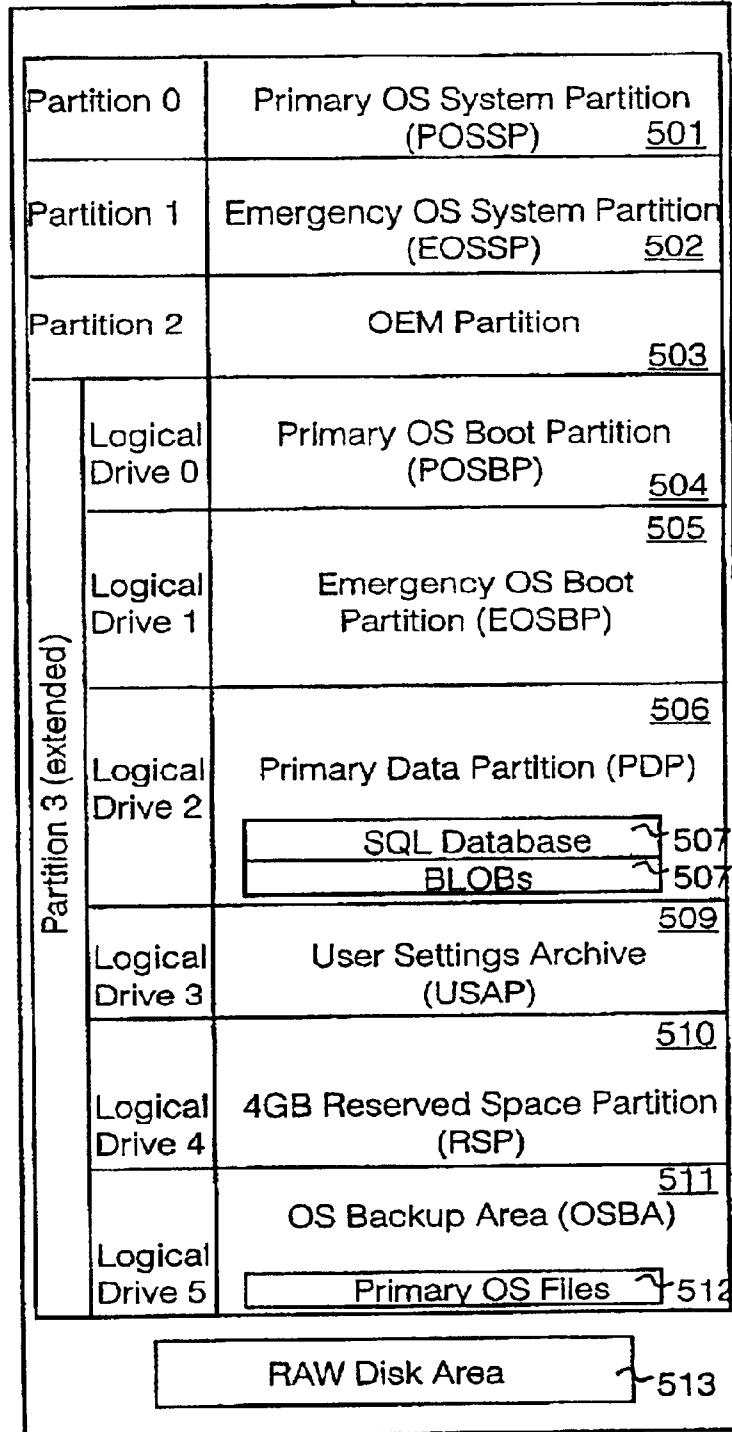 Partition 0
Primary OS System Partition
(POSSP) 501
Partition 1
Emergency OS System Partition
(EOSSP) 502
Partition 2
OEM Partition
503
Partition 3 (extended)
Logical
Drive 0
Primary OS Boot Partition
(POSBP)
504
505
Logical
Drive 1
Emergency OS Boot
Partition (EOSBP)
506
Logical
Drive 2
Primary Data Partition (PDP)
SQL Database 507
BLOBs 507
509
Logical
Drive 3
User Settings Archive
(USAP)
510
Logical
Drive 4
4GB Reserved Space Partition
(RSP)
511
OS Backup Area (OSBA)
Logical
Drive 5
Primary OS Files 512
RAW Disk Area 513